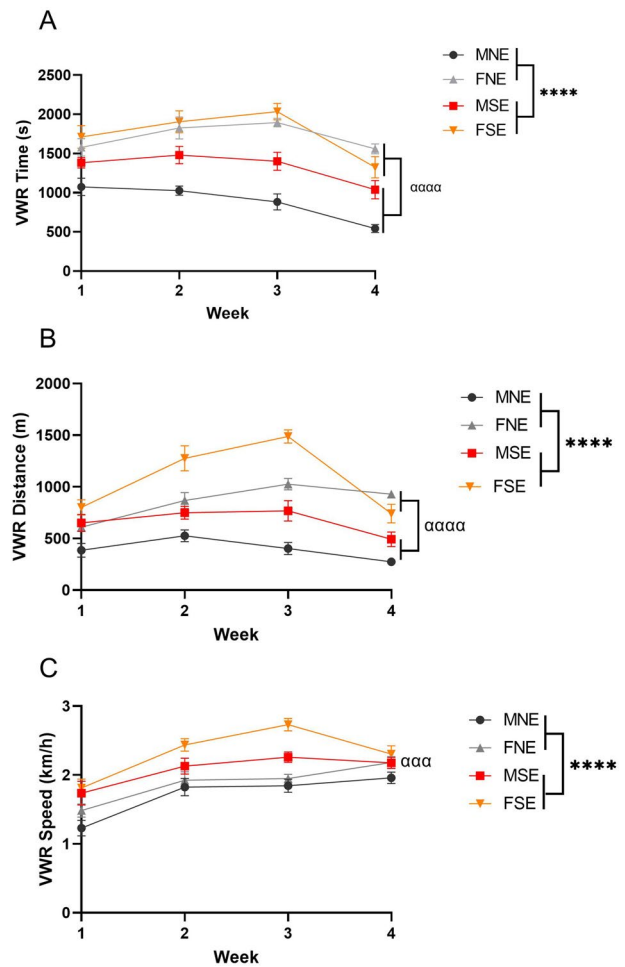 A
MNE
FNE
MSE
FSE
****
2500
2000
1500
1000
500
0
VWR Time (s)
αααα
1
2
3
4
Week
B
MNE
FNE
MSE
FSE
****
2000
1500
1000
500
0
VWR Distance (m)
αααα
1
2
3
4
Week
C
MNE
FNE
MSE
FSE
****
3
2
1
0
VWR Speed (km/h)
ααα
1
2
3
4
Week